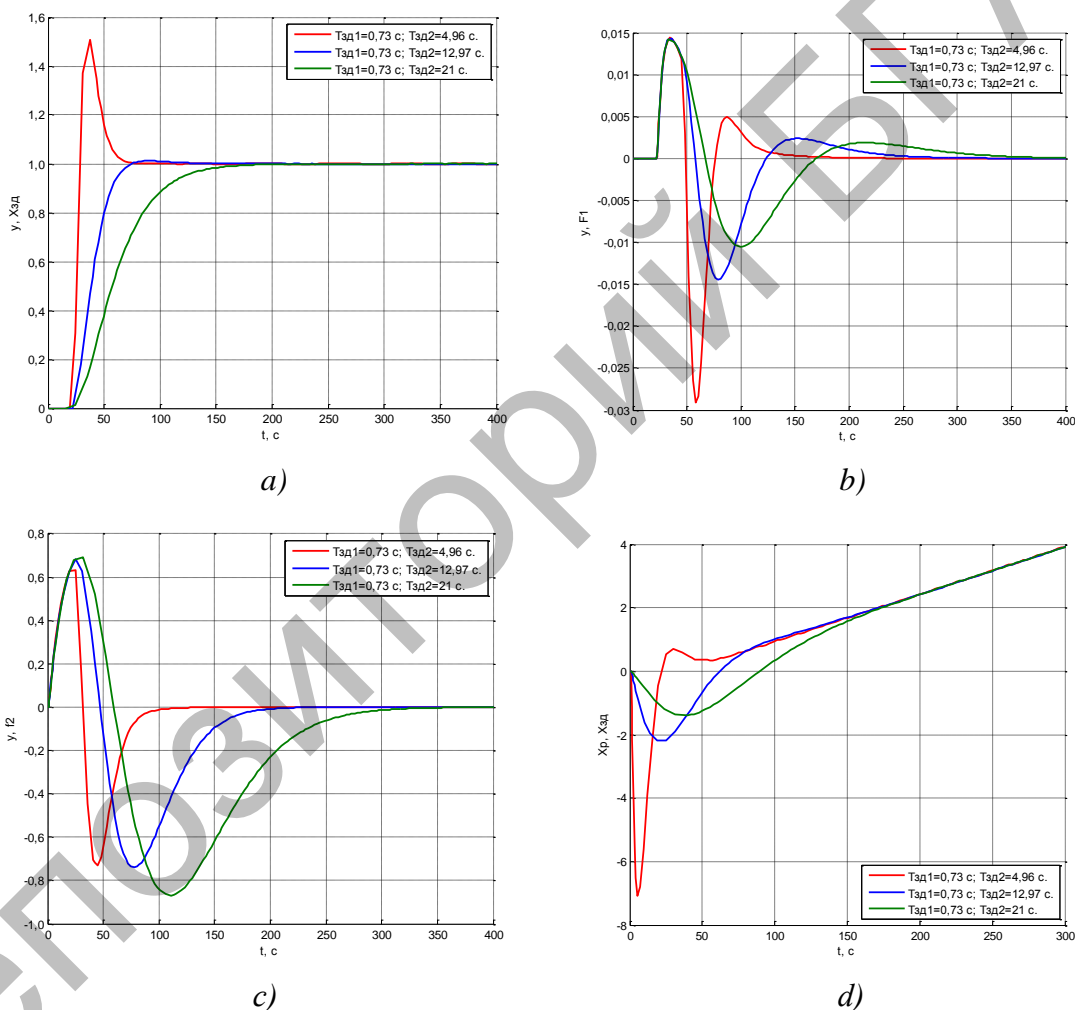 1,6
1,4
1,2
1,0
0,8
0,6
0,4
0,2
0
у, Хзд
Тзд1=0,73 с; Тзд2=4,96 с.
Тзд1=0,73 с; Тзд2=12,97 с.
Тзд1=0,73 с; Тзд2=21 с.
0 50 100 150 200 250 300 350 400
t, с
a)
0,015
0,010
0,005
0
-0,005
-0,01
-0,015
-0,02
-0,025
-0,03
у, F1
Тзд1=0,73 с; Тзд2=4,96 с.
Тзд1=0,73 с; Тзд2=12,97 с.
Тзд1=0,73 с; Тзд2=21 с.
0 50 100 150 200 250 300 350 400
t, с
b)
0,8
0,6
0,4
0,2
0
-0,2
-0,4
-0,6
-0,8
-1,0
у, f2
Тзд1=0,73 с; Тзд2=4,96 с.
Тзд1=0,73 с; Тзд2=12,97 с.
Тзд1=0,73 с; Тзд2=21 с.
0 50 100 150 200 250 300 350 400
t, с
c)
4
2
0
-2
-4
-6
-8
Хр, Хзд
Тзд1=0,73 с; Тзд2=4,96 с.
Тзд1=0,73 с; Тзд2=12,97 с.
Тзд1=0,73 с; Тзд2=21 с.
0 50 100 150 200 250 300
t, с
d)
епозиторий